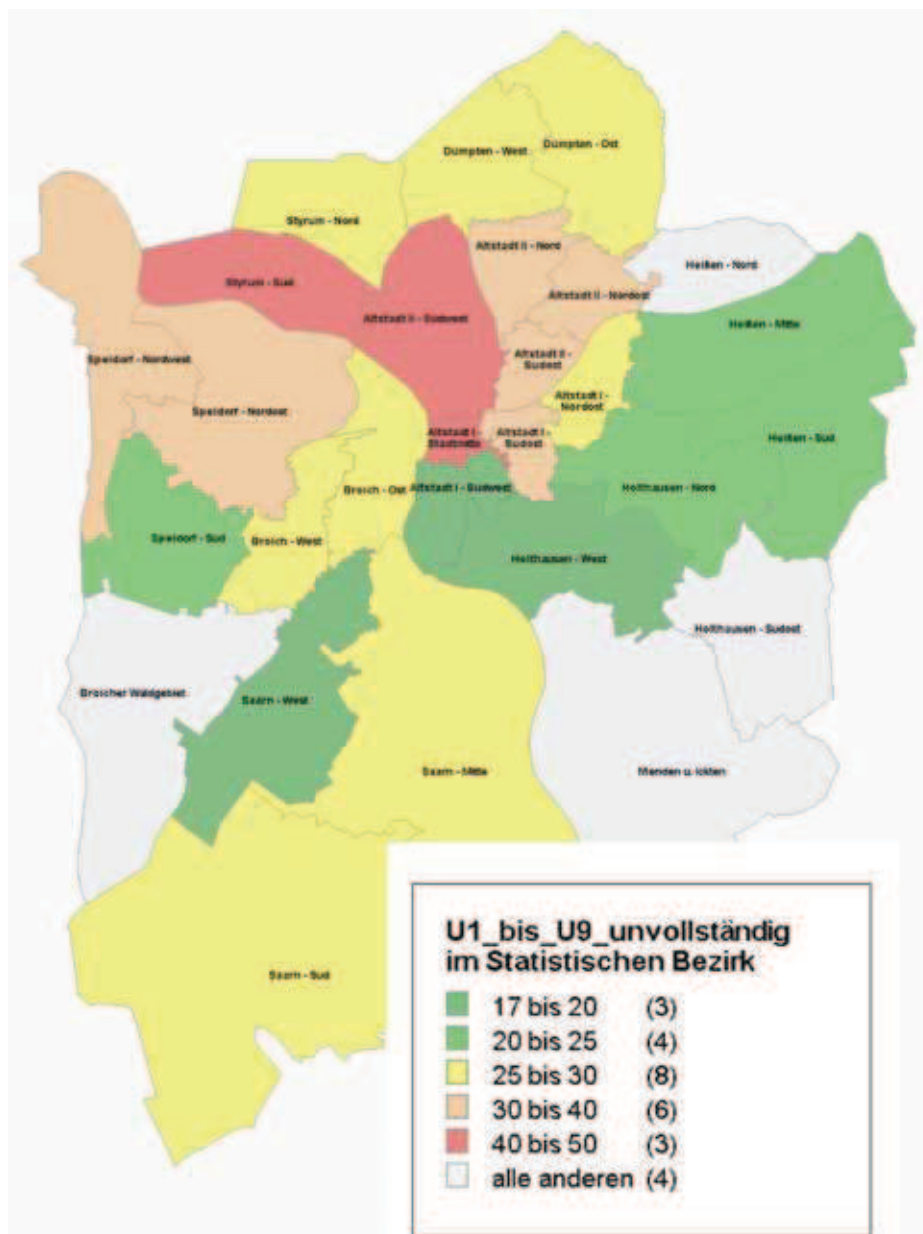 Dümpten - Ost
Dümpten - West
Styrum - Nord
Altstadt II - Nord
Heißen - Nord
Styrum - Süd
Altstadt II - Nordost
Altstadt II - Südwest
Heißen - Mitte
Speldorf - Nordwest
Altstadt II -
Südost
Altstadt I -
Nordost
Speldorf - Nordost
Altstadt I -
Stadtmitte
Altstadt I -
Südost
Heißen - Süd
Broich - Ost
Altstadt I - Südwest
Holthausen - Nord
Speldorf - Süd
Broich - West
Holthausen - West
Holthausen - Südost
Broicher Waldgebiet
Saarn - West
Saarn - Mitte
Menden u. Ickten
Saarn - Süd
U1_bis_U9_unvollständig
im Statistischen Bezirk
17 bis 20 (3)
20 bis 25 (4)
25 bis 30 (8)
30 bis 40 (6)
40 bis 50 (3)
alle anderen (4)